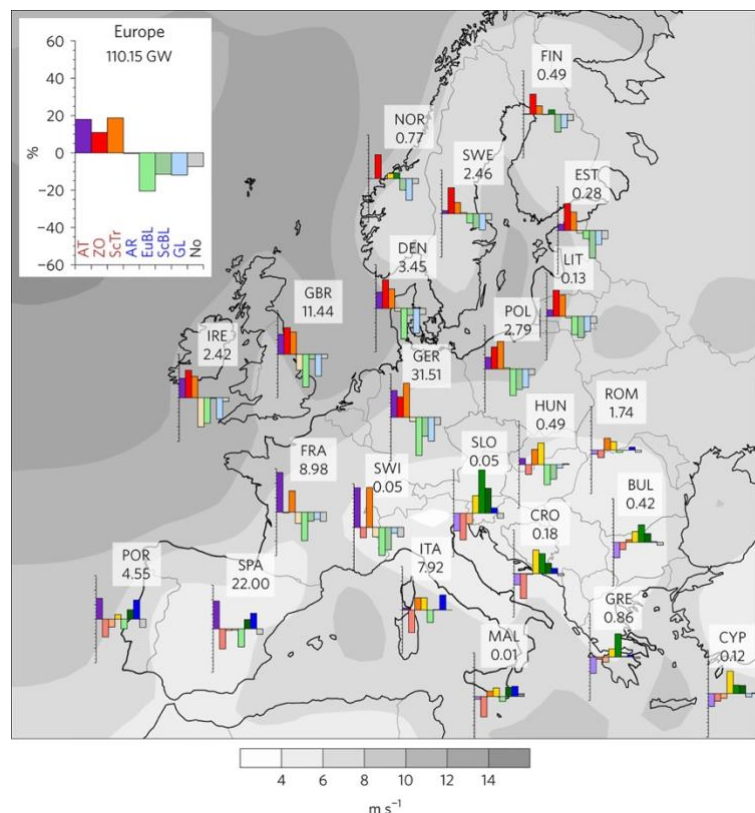 Europe
110.15 GW
60
40
20
0
−20
−40
−60
%
AT
ZO
ScTr
AR
EuBL
ScBL
GL
No
FIN
0.49
NOR
0.77
SWE
2.46
EST
0.28
DEN
3.45
LIT
0.13
GBR
11.44
POL
2.79
IRE
2.42
GER
31.51
HUN
0.49
ROM
1.74
FRA
8.98
SWI
0.05
SLO
0.05
BUL
0.42
CRO
0.18
POR
4.55
SPA
22.00
ITA
7.92
GRE
0.86
MAL
0.01
CYP
0.12
4 6 8 10 12 14
m s⁻¹